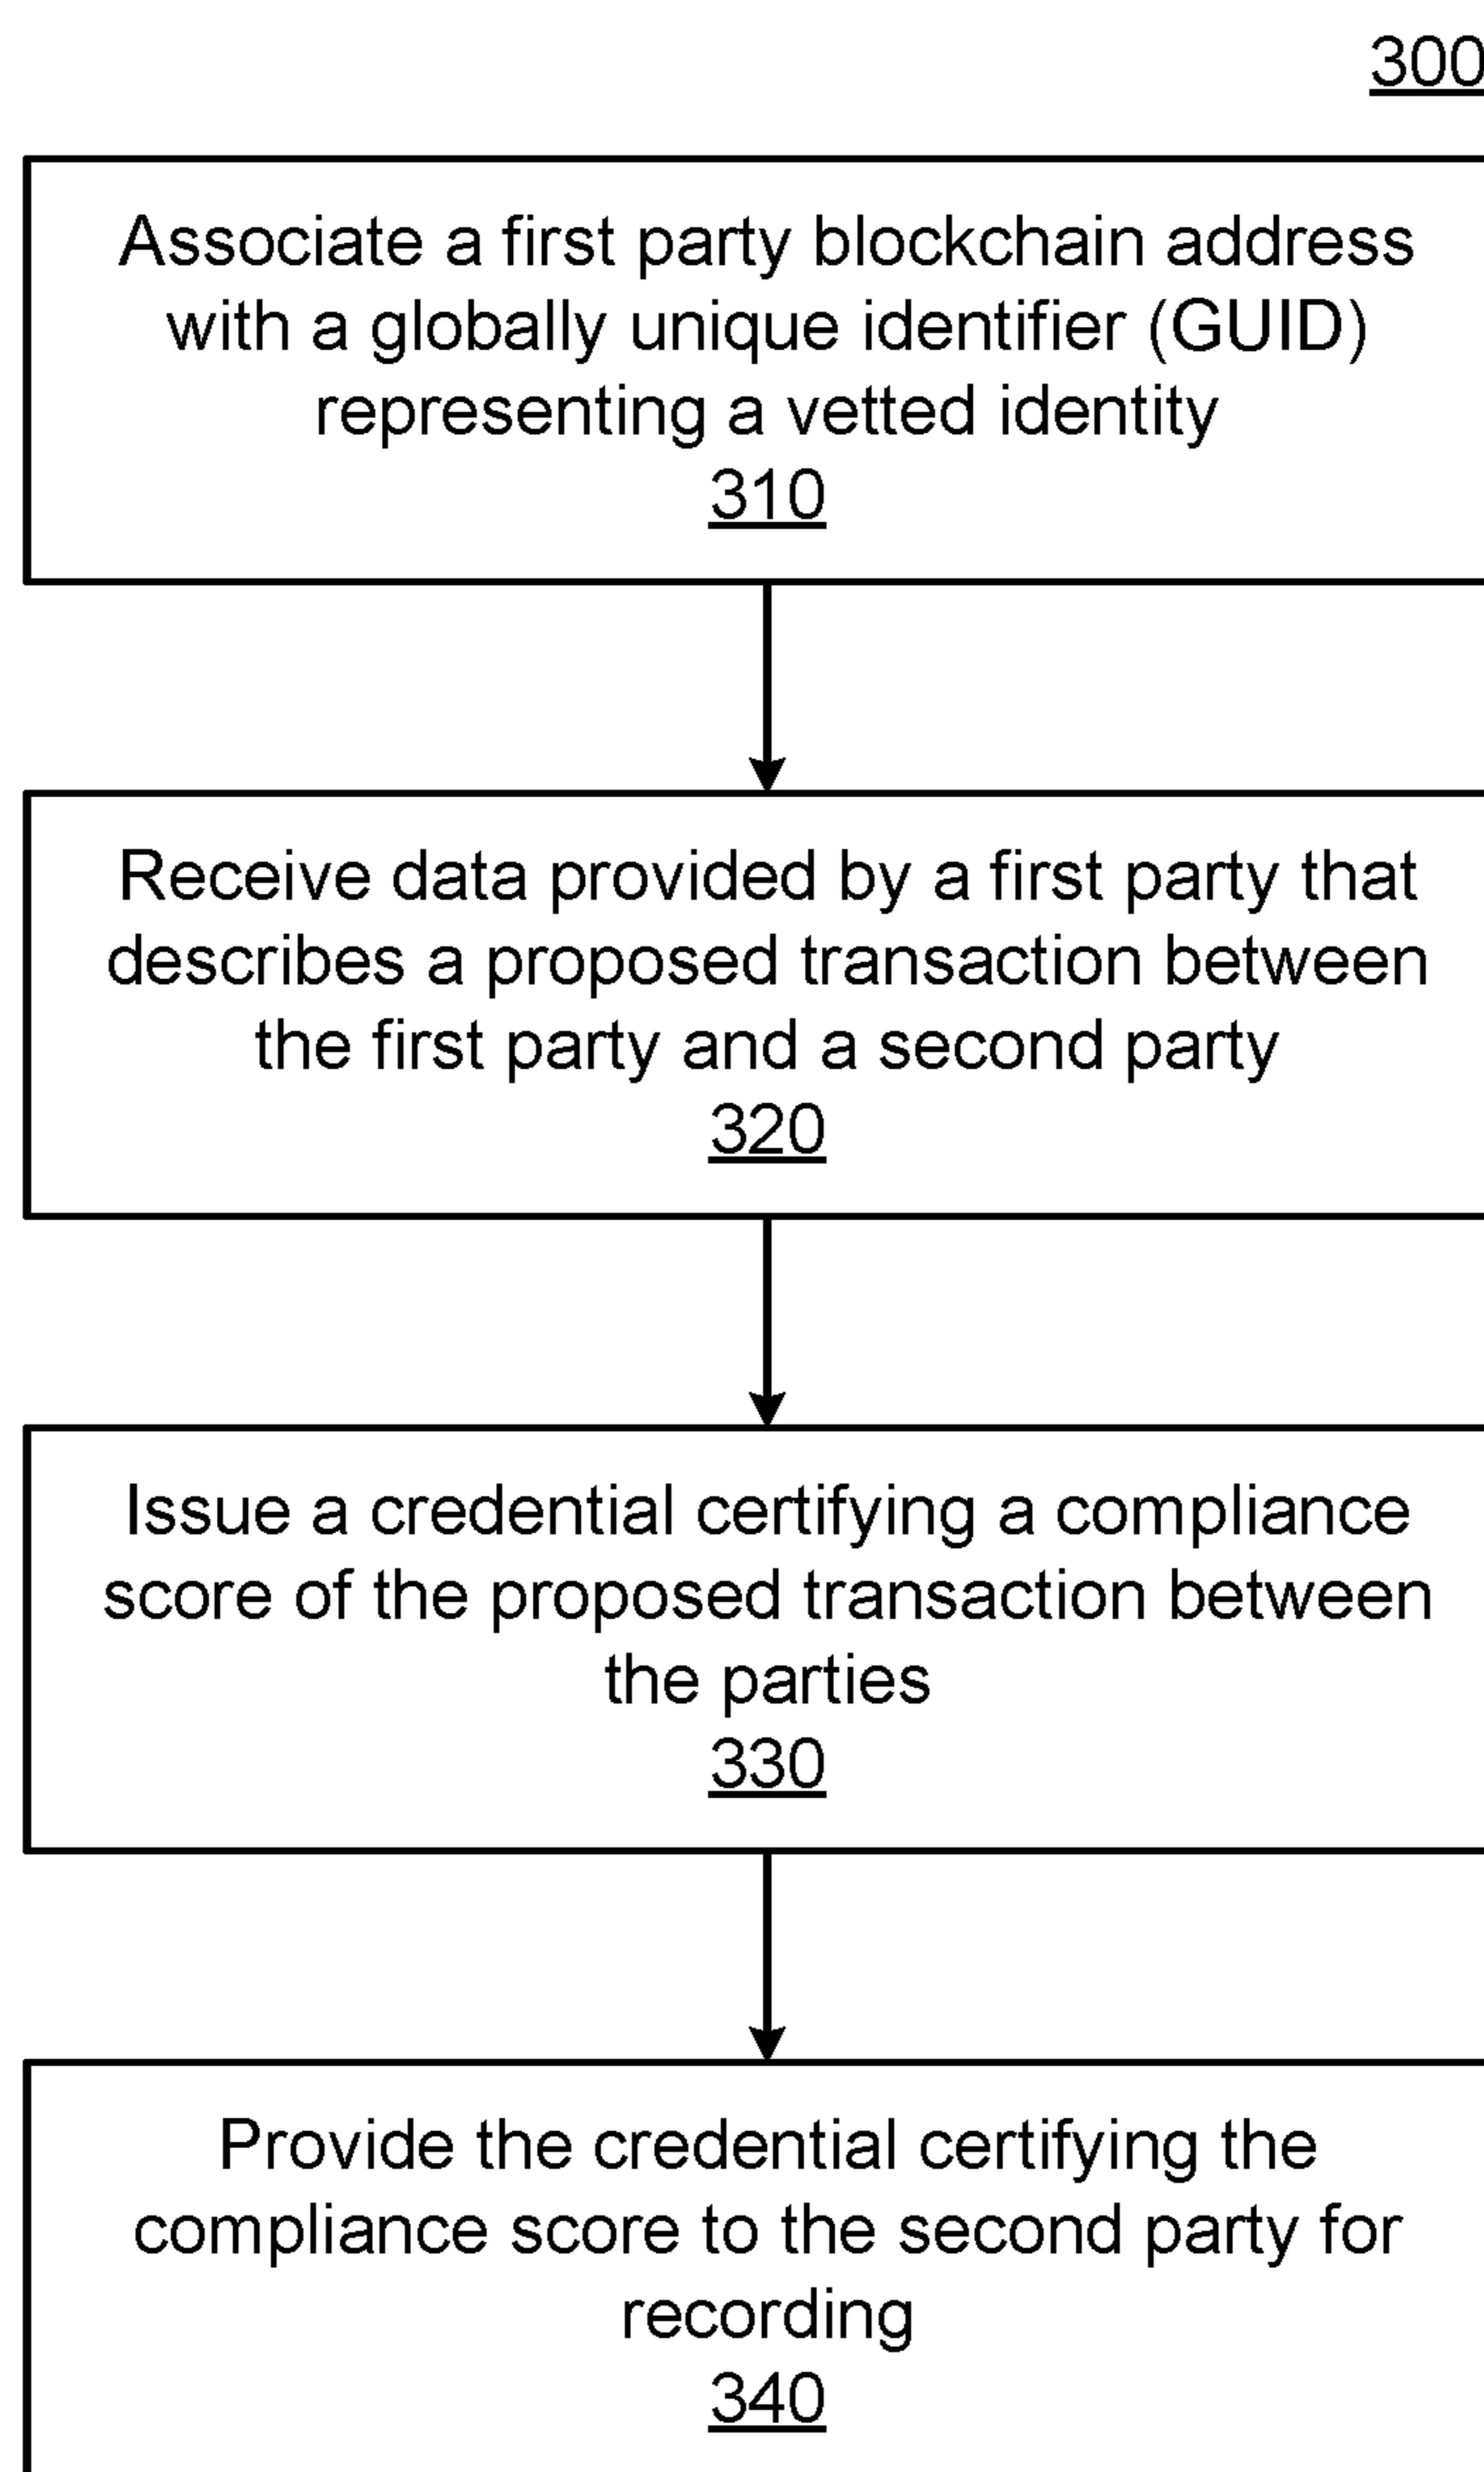 300
Associate a first party blockchain address
with a globally unique identifier (GUID)
representing a vetted identity
310
Receive data provided by a first party that
describes a proposed transaction between
the first party and a second party
320
Issue a credential certifying a compliance
score of the proposed transaction between
the parties
330
Provide the credential certifying the
compliance score to the second party for
recording
340